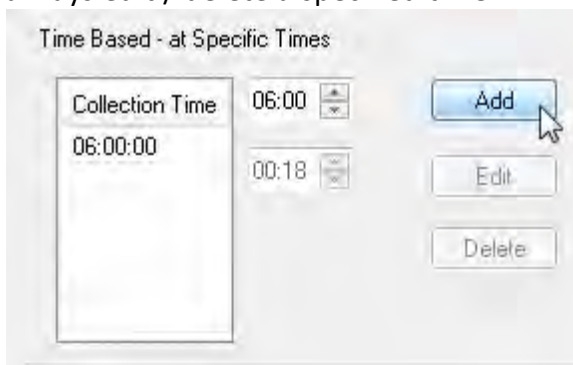 Time Based - at Specific Times
Collection Time
06:00
Add
06:00:00
00:18
Edit
Delete